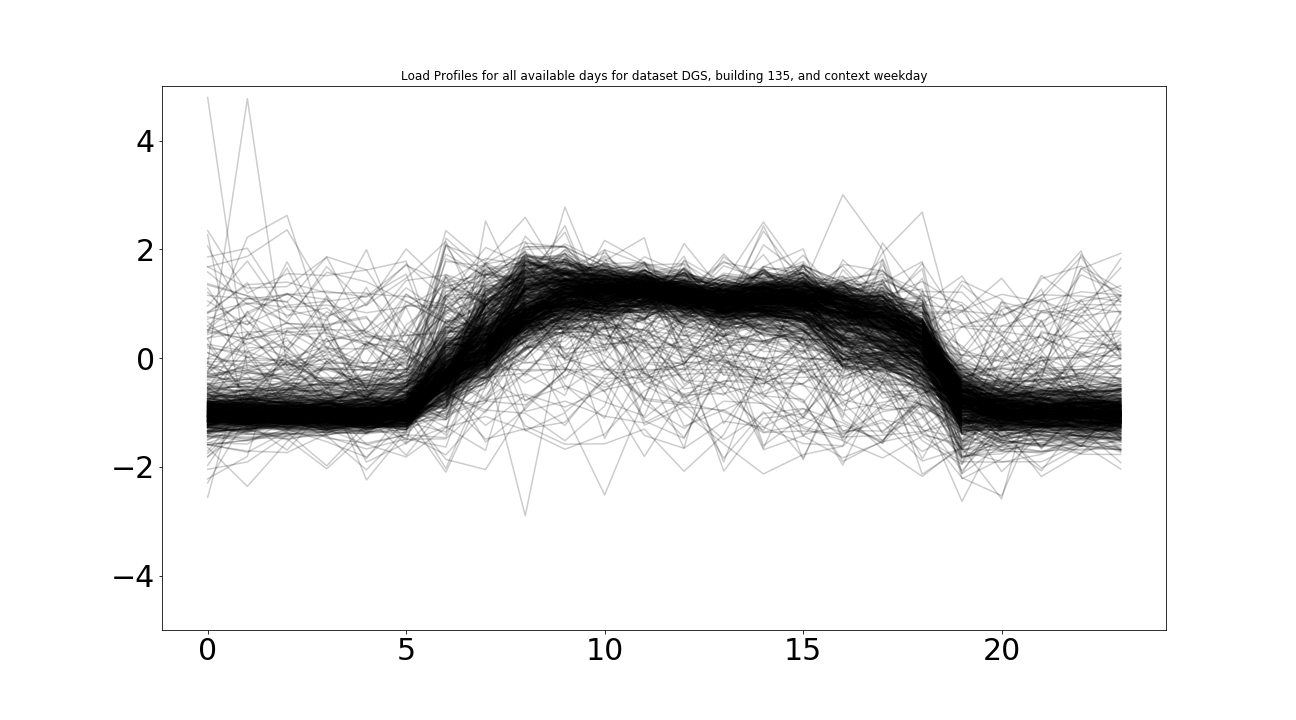 Load Profiles for all available days for dataset DGS, building 135, and context weekday
4
2
0
−2
−4
0 5 10 15 20